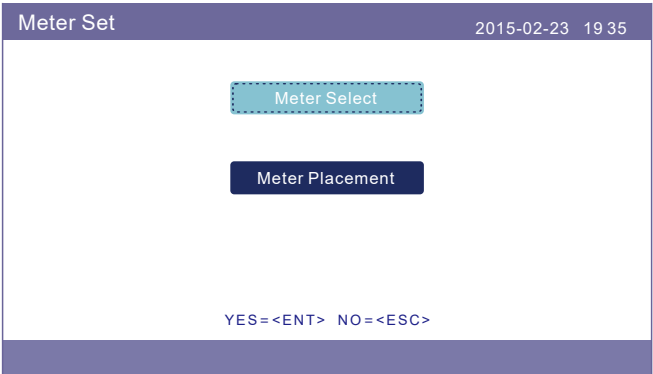 Meter Set
2015-02-23 19 35
Meter Select
Meter Placement
YES=<ENT> NO=<ESC>